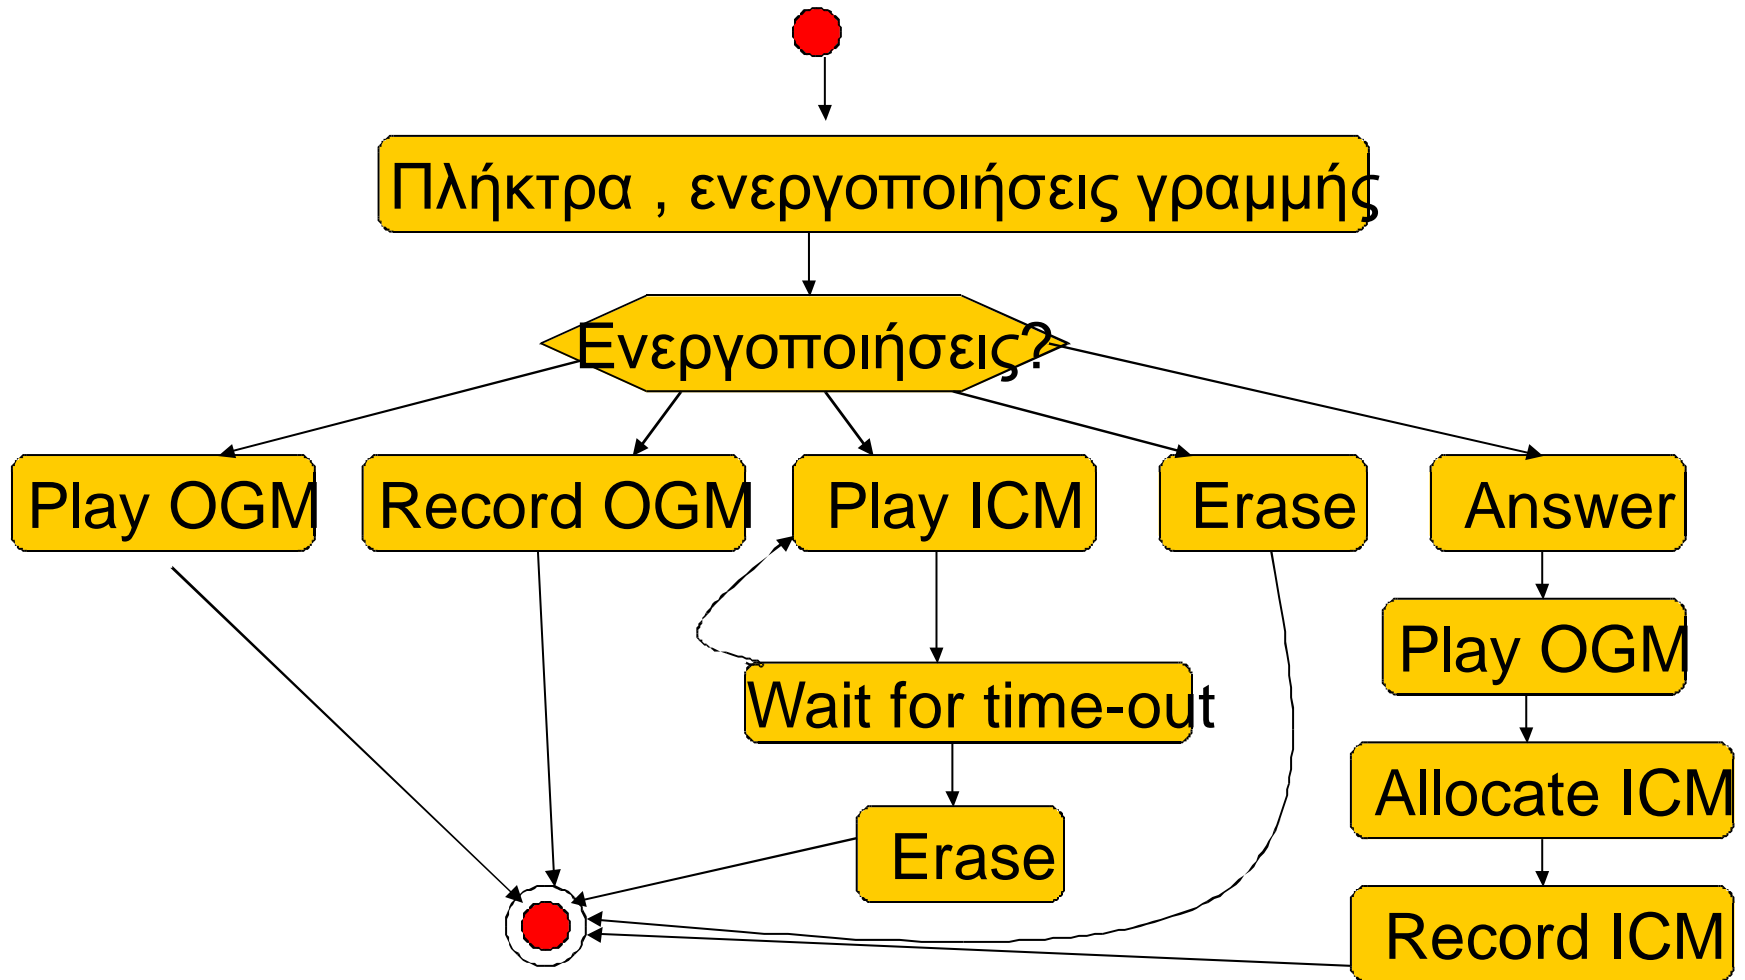 Πλήκτρα , ενεργοποιήσεις γραμμής
Ενεργοποιήσεις?
Play OGM
Record OGM
Play ICM
Erase
Answer
Play OGM
Wait for time-out
Allocate ICM
Erase
Record ICM